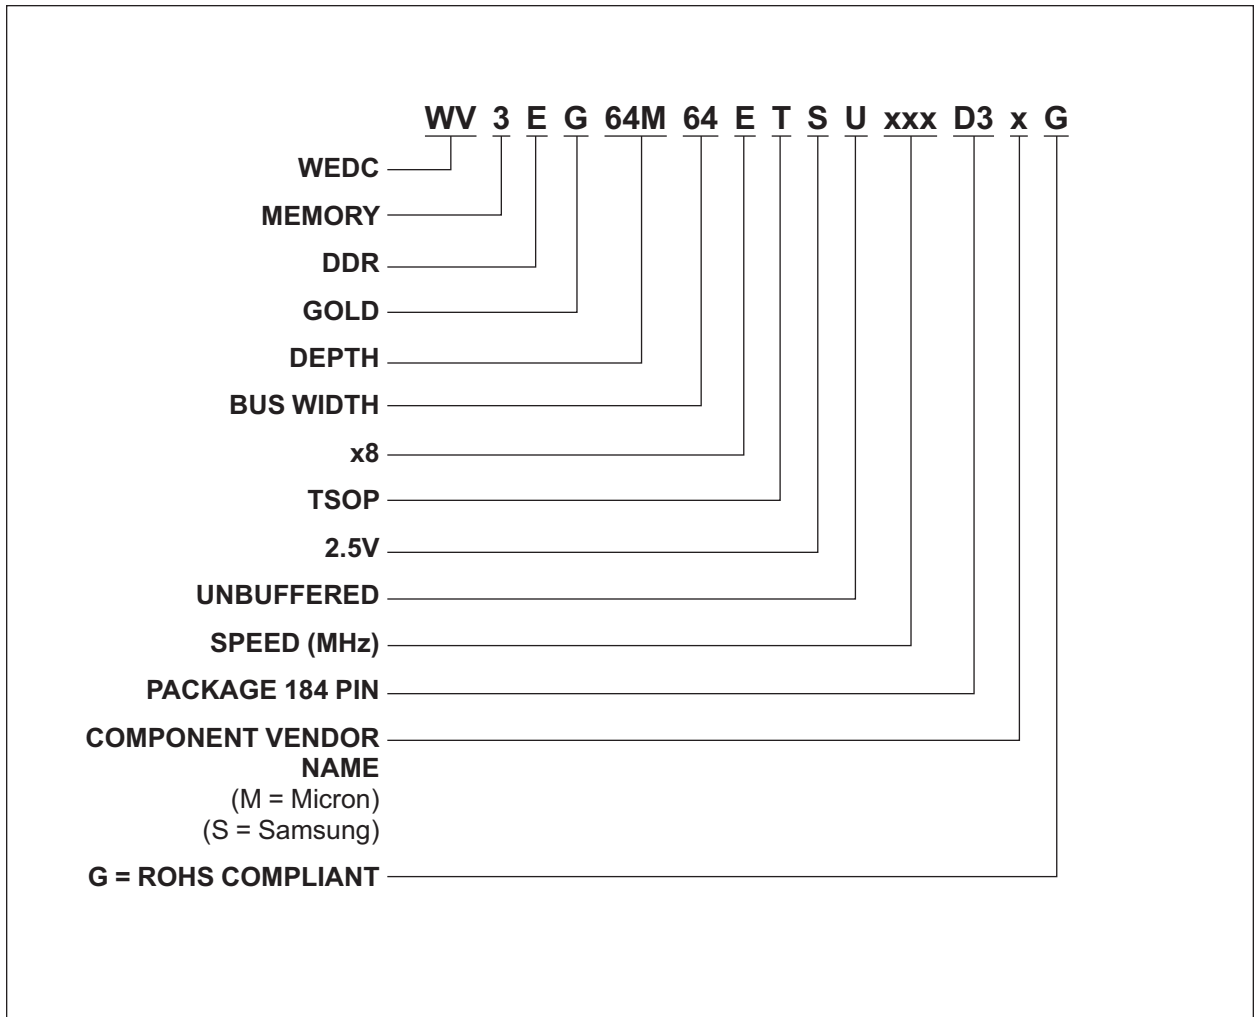 WV 3 E G 64M 64 E T S U xxx D3 x G
WEDC
MEMORY
DDR
GOLD
DEPTH
BUS WIDTH
x8
TSOP
2.5V
UNBUFFERED
SPEED (MHz)
PACKAGE 184 PIN
COMPONENT VENDOR
NAME
(M = Micron)
(S = Samsung)
G = ROHS COMPLIANT